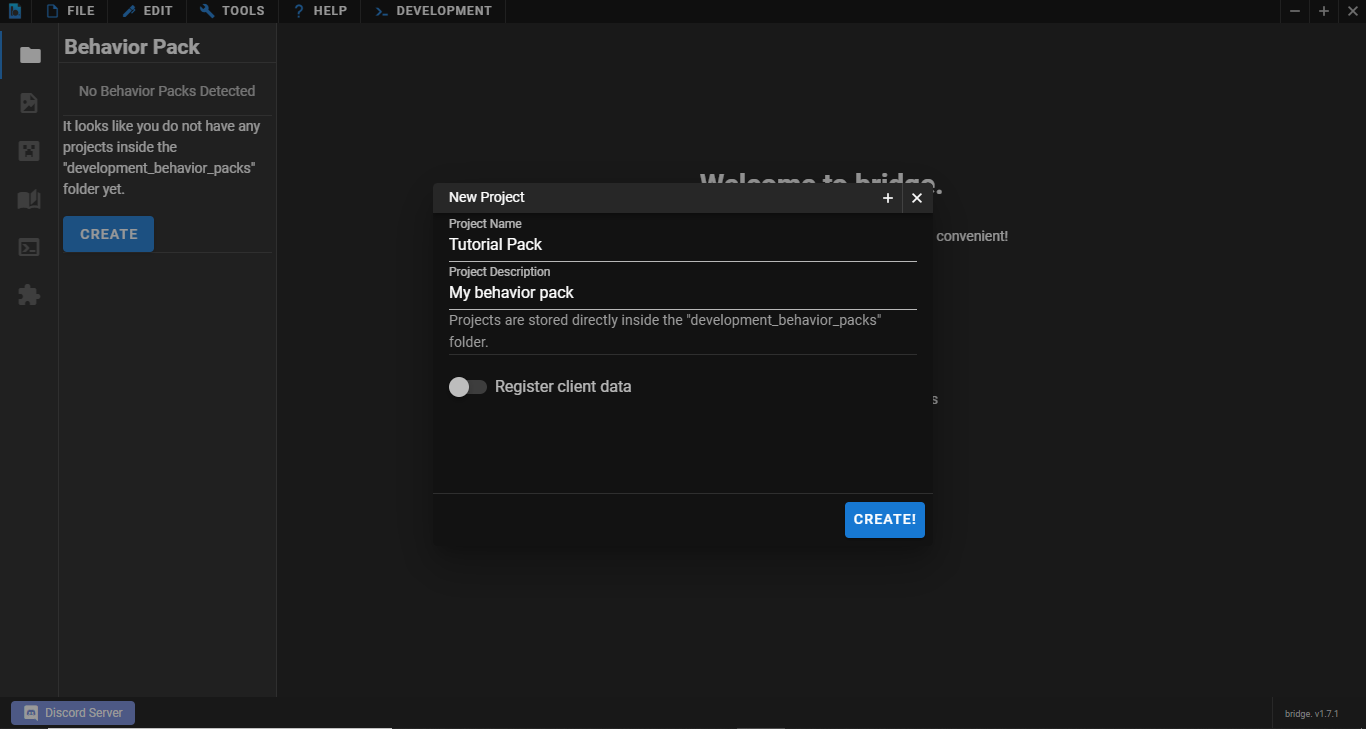 FILE EDIT TOOLS HELP DEVELOPMENT
Behavior Pack
No Behavior Packs Detected
It looks like you do not have any
projects inside the
"development_behavior_packs"
folder yet.
CREATE
Welcome to bridge.
convenient!
s
New Project
Project Name
Tutorial Pack
Project Description
My behavior pack
Projects are stored directly inside the "development_behavior_packs"
folder.
Register client data
CREATE!
Discord Server
bridge. v1.7.1